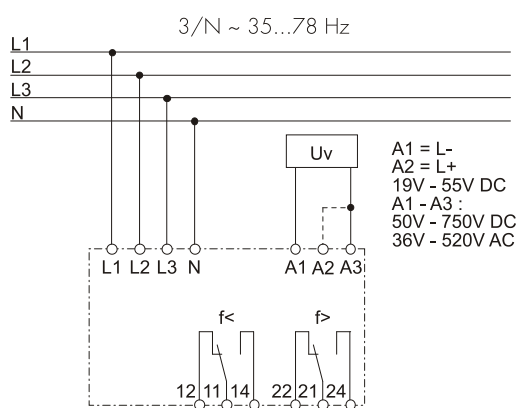 3/N ~ 35...78 Hz
L1
L2
L3
N
Uv
A1 = L-
A2 = L+
19V - 55V DC
A1 - A3 :
50V - 750V DC
36V - 520V AC
L1 L2 L3 N A1 A2 A3
f< f>
12 11 14 22 21 24